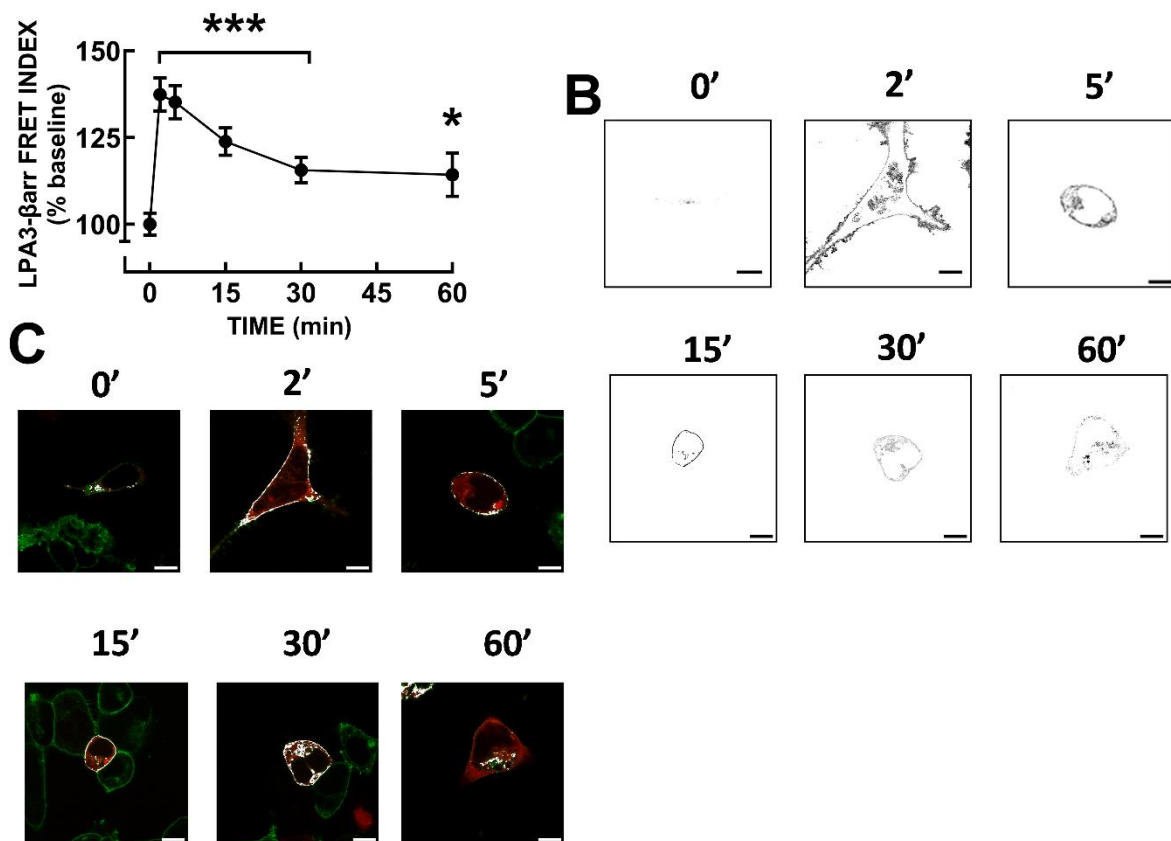 ***
150
125
100
*
LPA3-βarr FRET INDEX
(% baseline)
0 15 30 45 60
TIME (min)
B
0’ 2’ 5’
15’ 30’ 60’
C
0’ 2’ 5’
15’ 30’ 60’